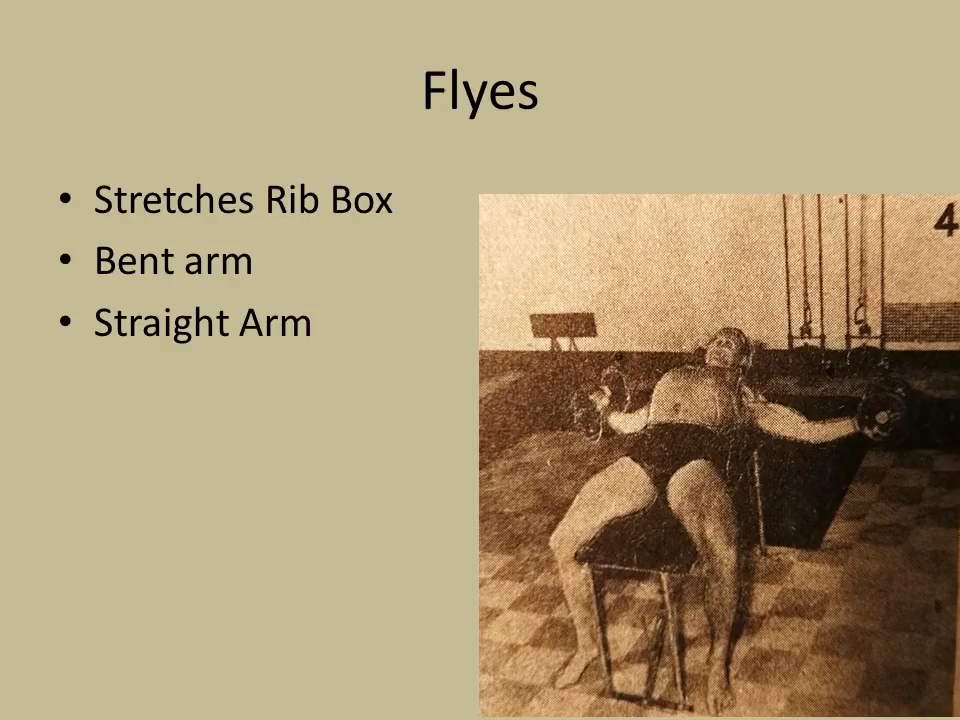 Flyes
• Stretches Rib Box
• Bent arm
• Straight Arm
4